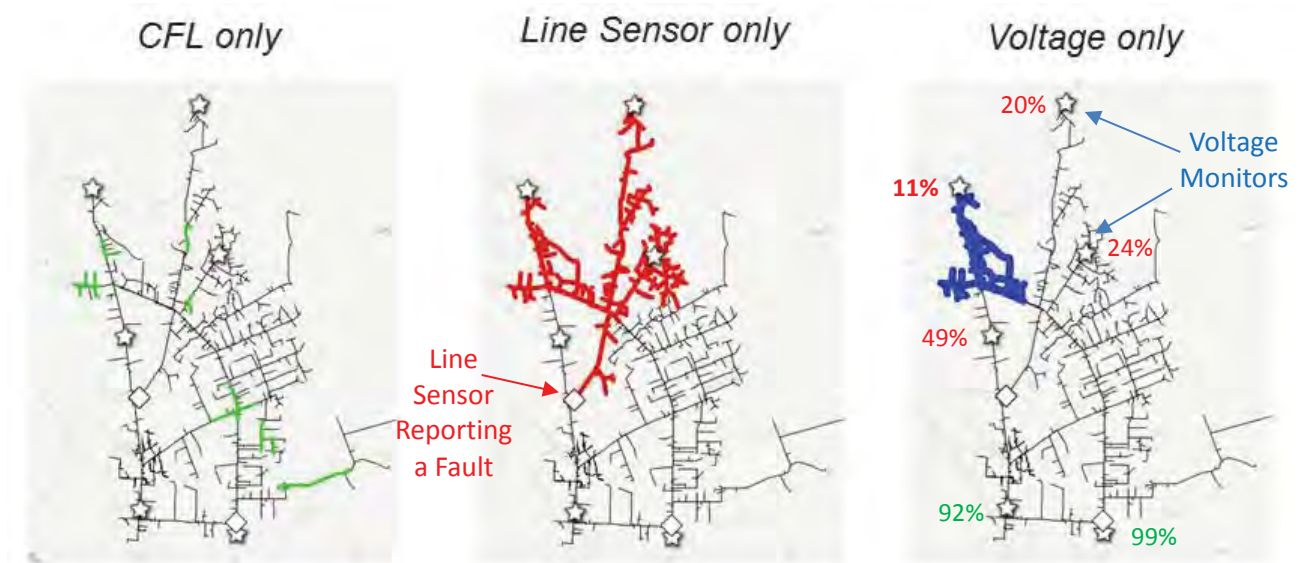 CFL only
Line Sensor only
Voltage only
20%
Voltage
Monitors
11%
24%
49%
Line
Sensor
Reporting
a Fault
92%
99%